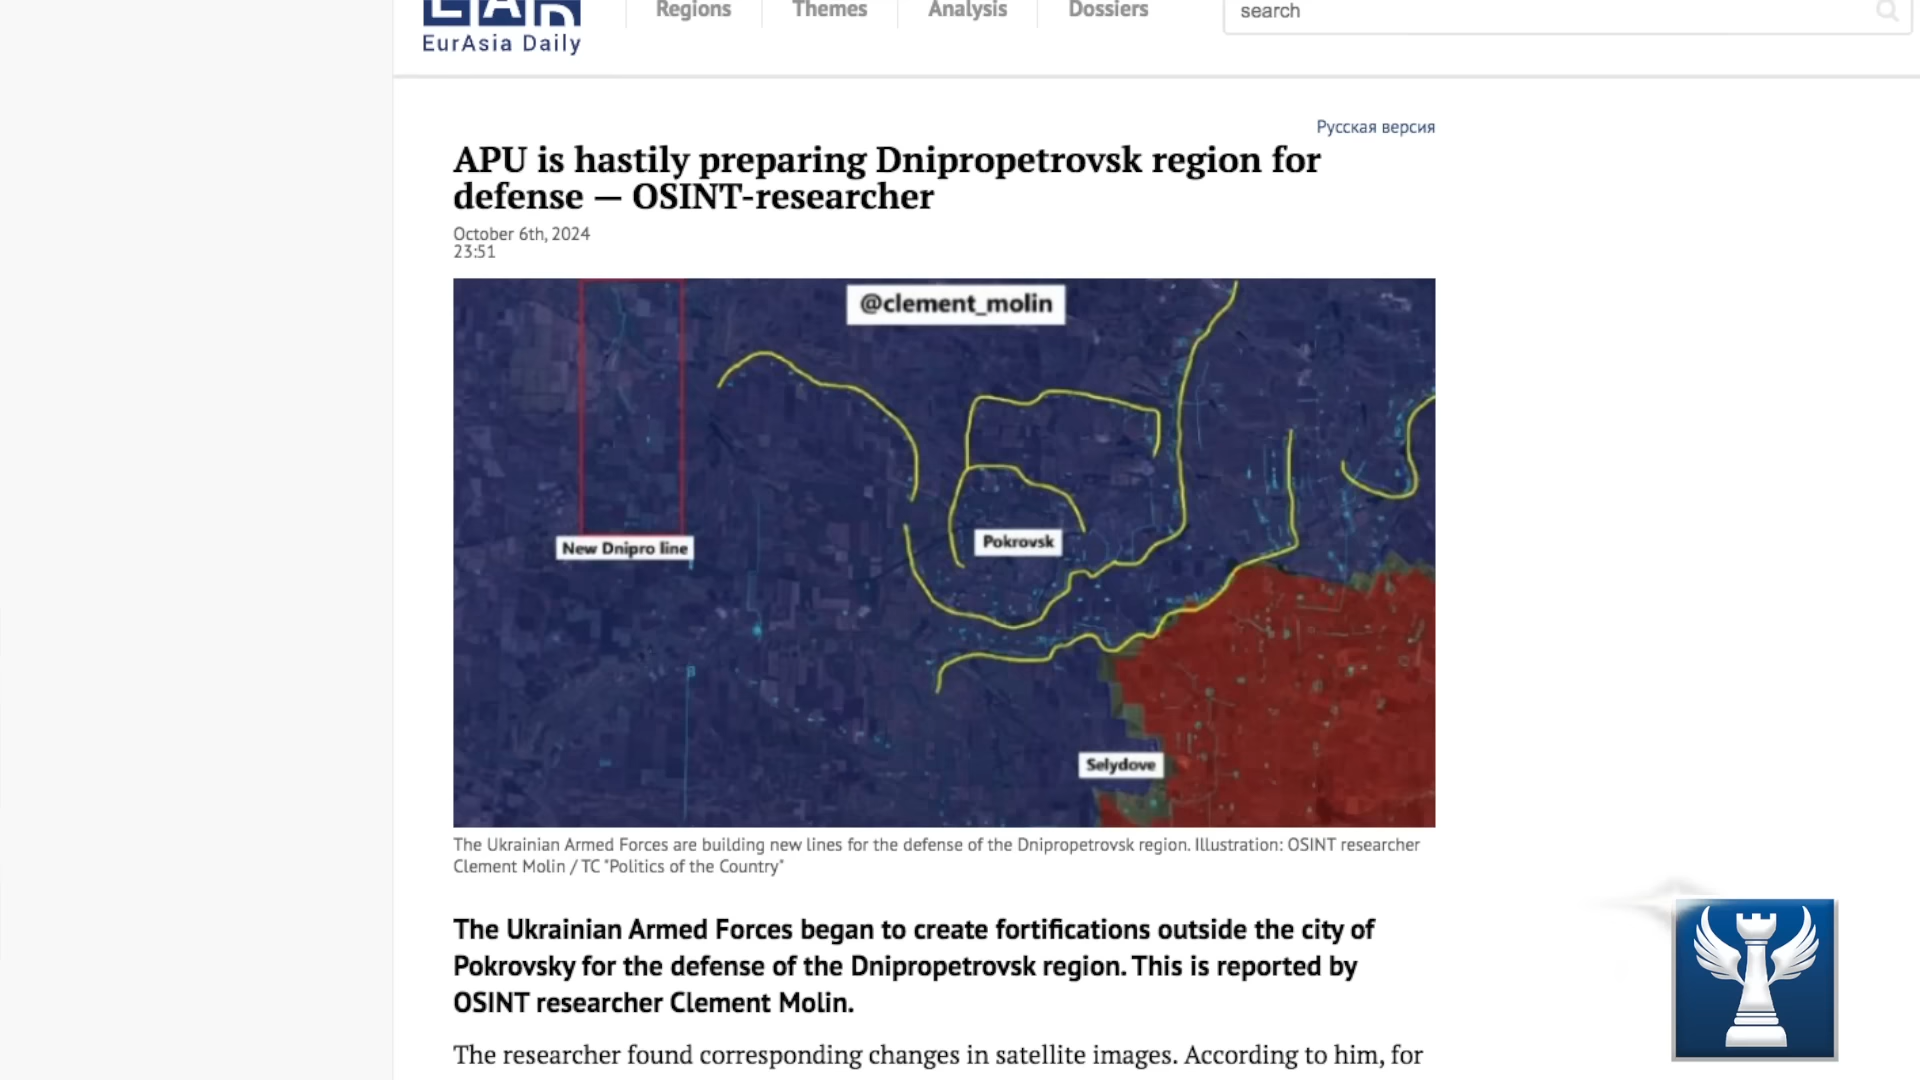 EAD
EurAsia Daily
Regions
Themes
Analysis
Dossiers
search
Русская версия
APU is hastily preparing Dnipropetrovsk region for
defense — OSINT-researcher
October 6th, 2024
23:51
@clement_molin
New Dnipro line
Pokrovsk
Selydove
The Ukrainian Armed Forces are building new lines for the defense of the Dnipropetrovsk region. Illustration: OSINT researcher
Clement Molin / TC "Politics of the Country"
The Ukrainian Armed Forces began to create fortifications outside the city of
Pokrovsky for the defense of the Dnipropetrovsk region. This is reported by
OSINT researcher Clement Molin.
The researcher found corresponding changes in satellite images. According to him, for